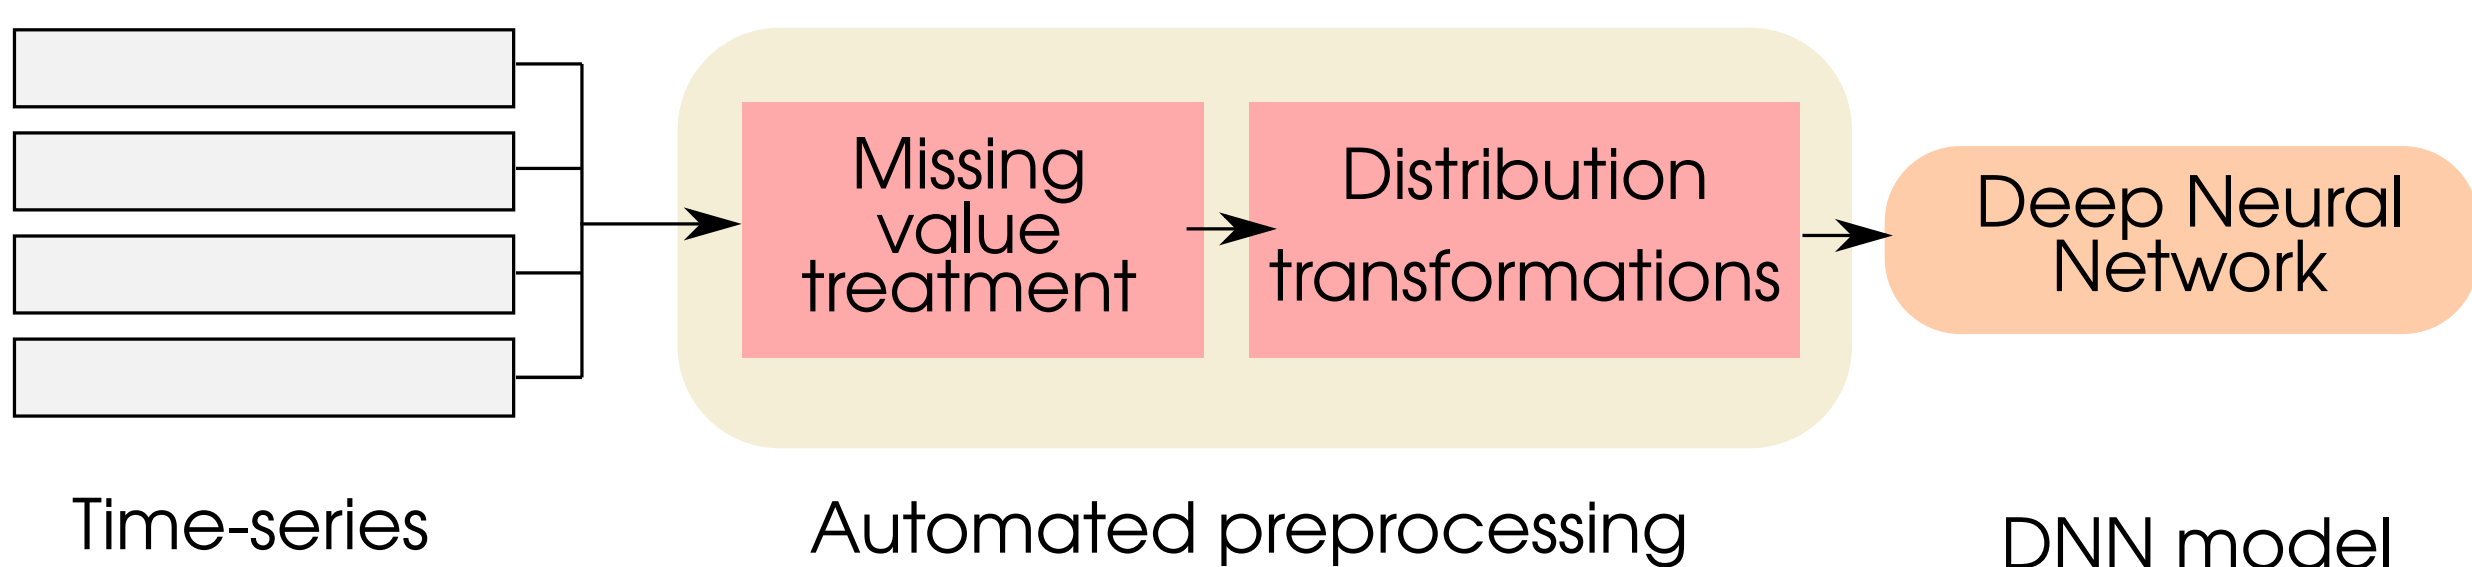 Missing
value
treatment
Distribution
transformations
Deep Neural
Network
Time-series
Automated preprocessing
DNN model